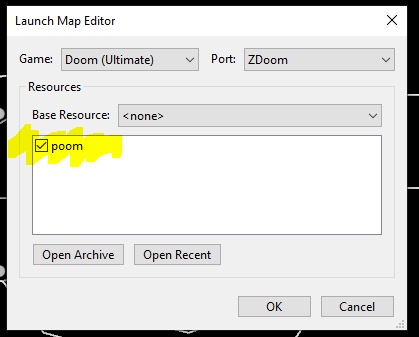 Launch Map Editor
Game: Doom (Ultimate) Port: ZDoom
Resources
Base Resource: <none>
poom
Open Archive Open Recent
OK Cancel